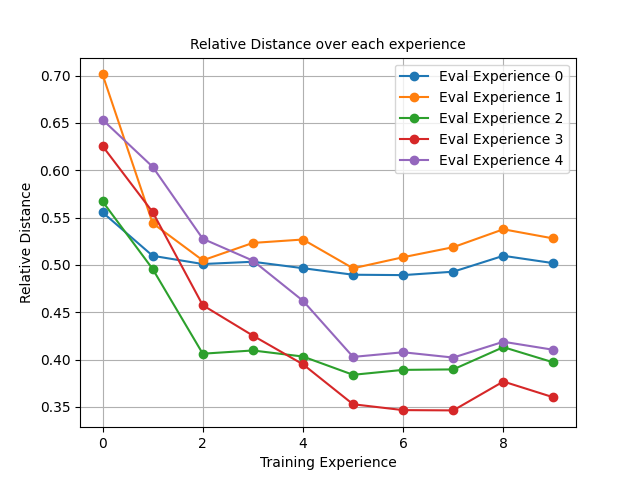 Relative Distance over each experience
Eval Experience 0
Eval Experience 1
Eval Experience 2
Eval Experience 3
Eval Experience 4
Relative Distance
0.70
0.65
0.60
0.55
0.50
0.45
0.40
0.35
0 2 4 6 8
Training Experience